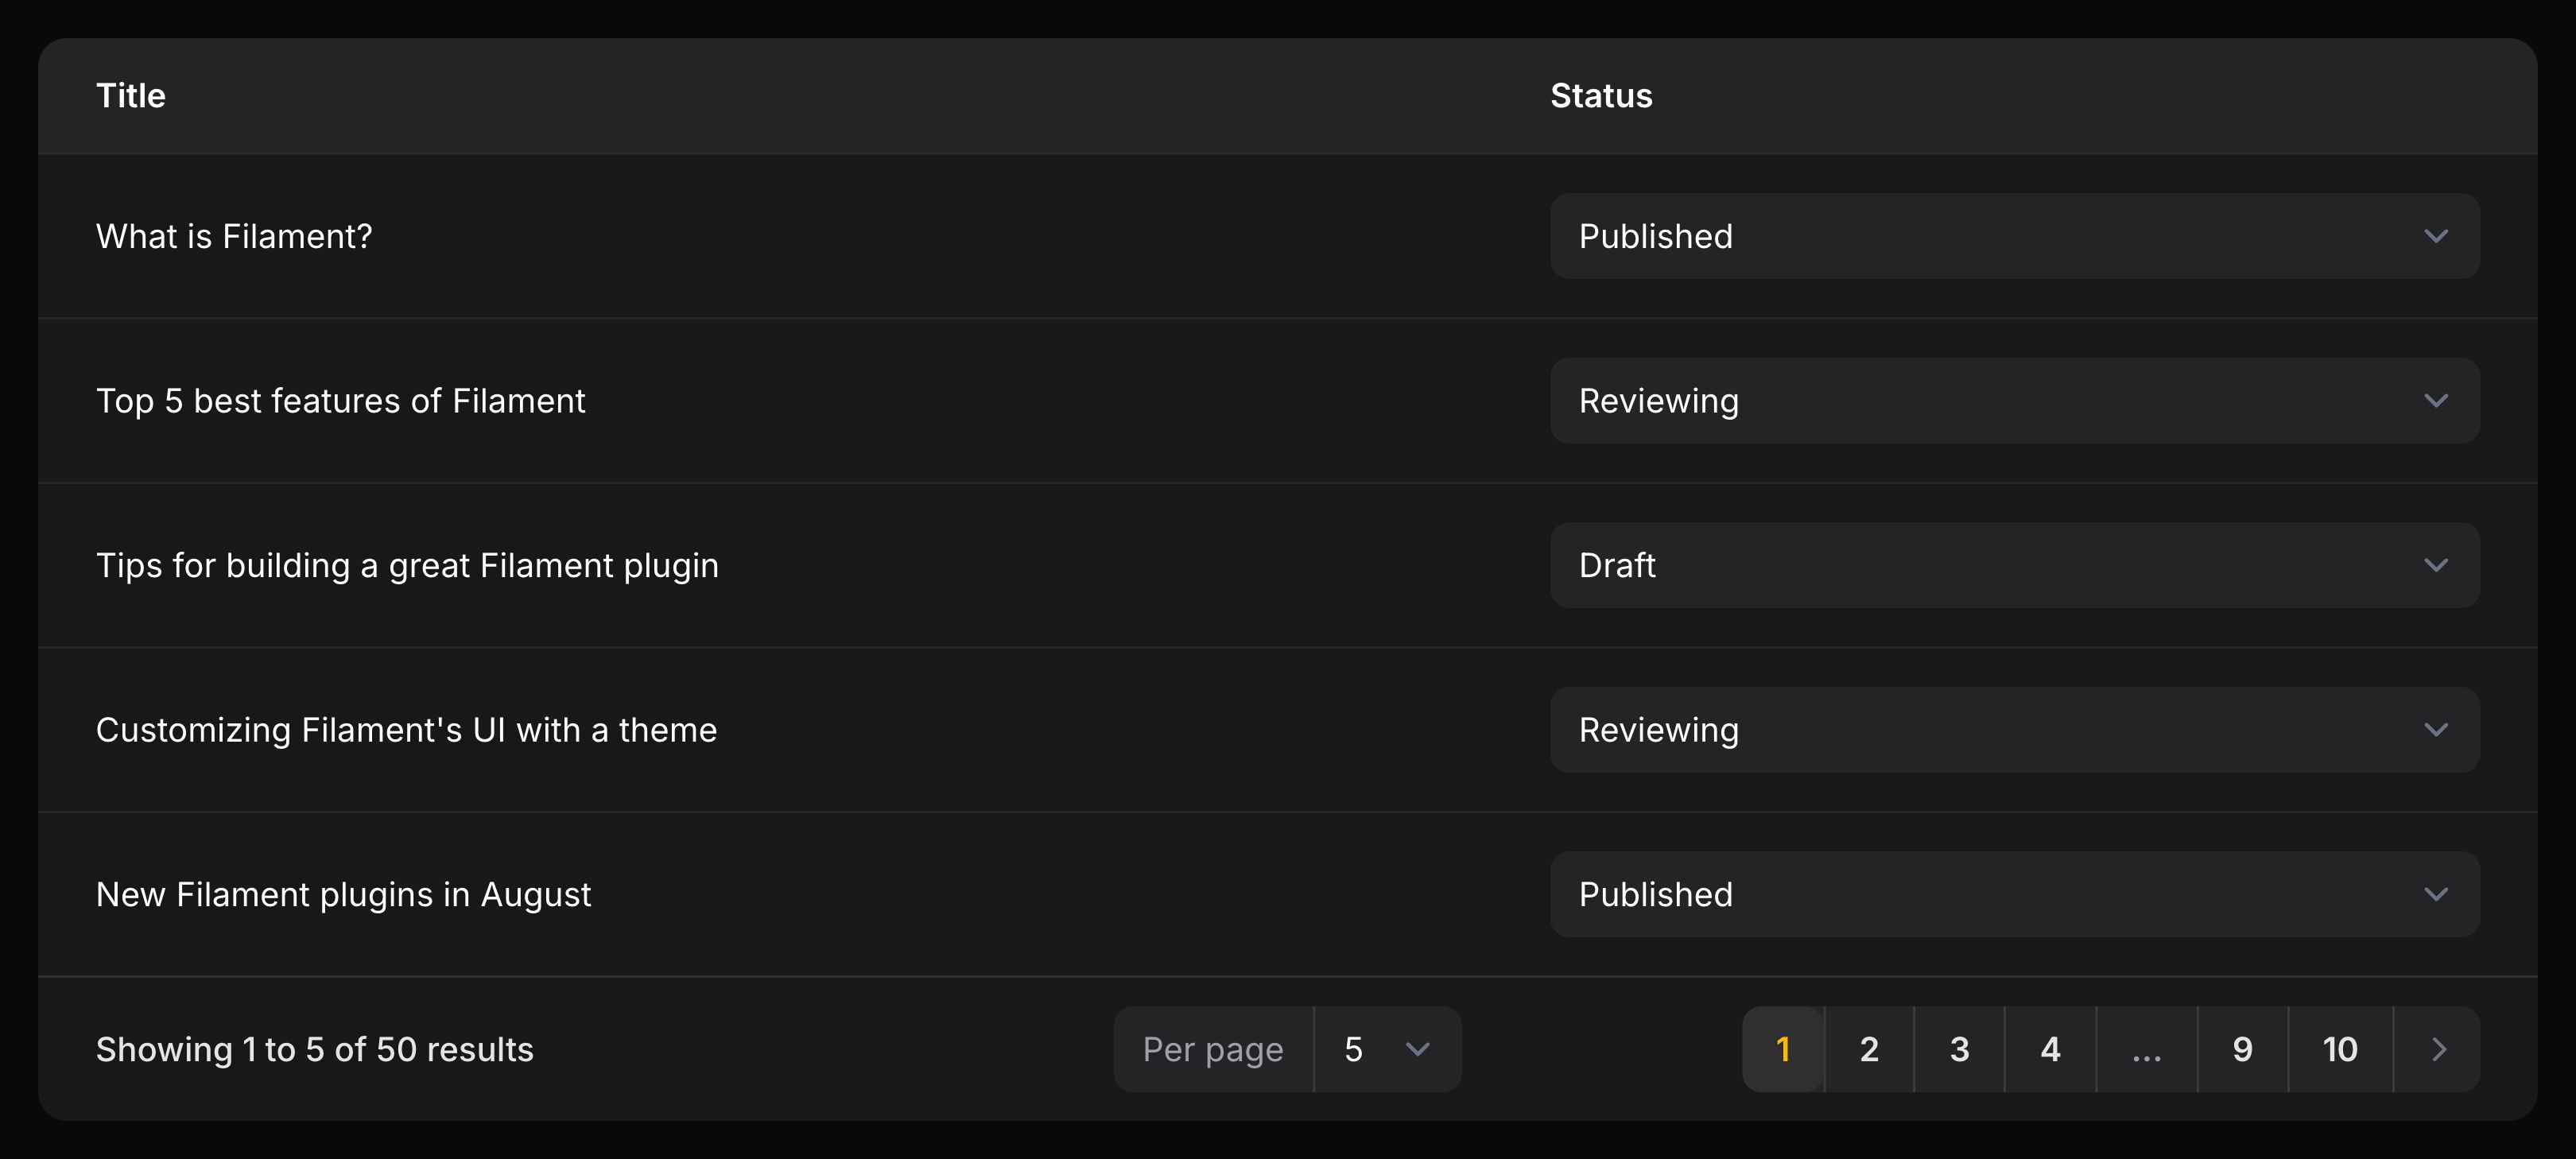 Title Status
What is Filament? Published
Top 5 best features of Filament Reviewing
Tips for building a great Filament plugin Draft
Customizing Filament's UI with a theme Reviewing
New Filament plugins in August Published
Showing 1 to 5 of 50 results Per page 5 1 2 3 4 ... 9 10